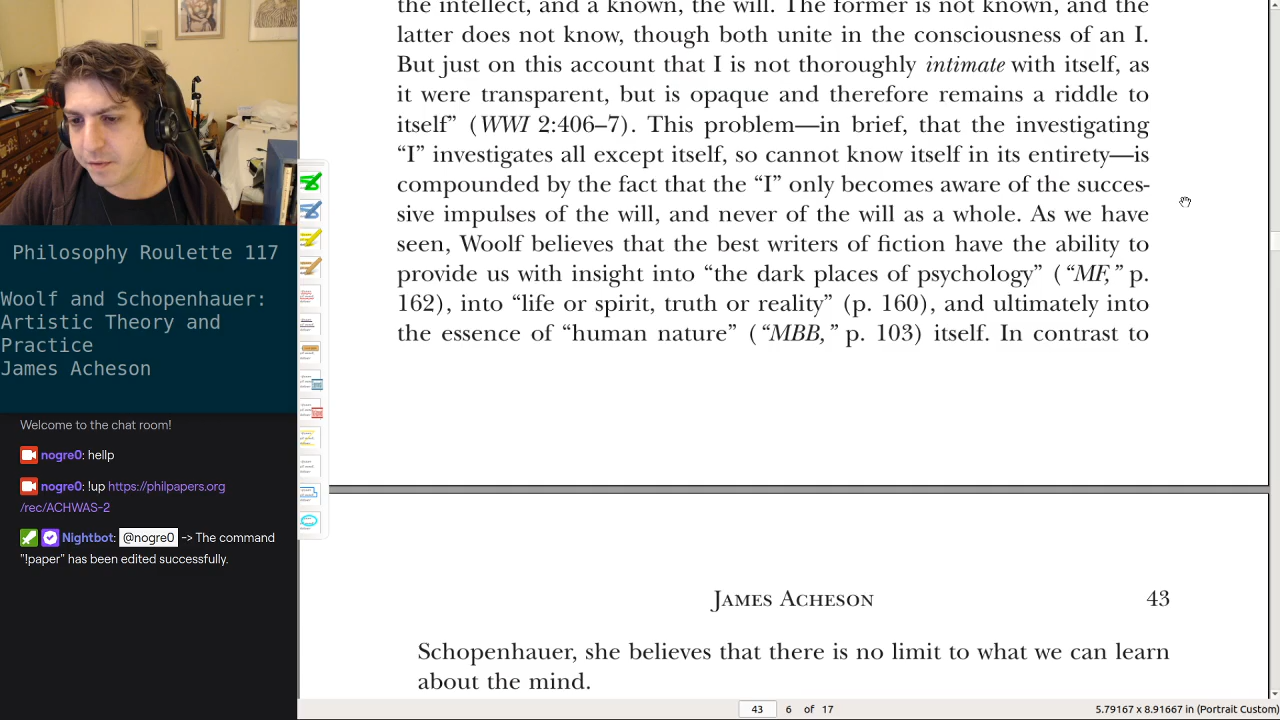 the intellect, and a known, the will. The former is not known, and the
latter does not know, though both unite in the consciousness of an I.
But just on this account that I is not thoroughly intimate with itself, as
it were transparent, but is opaque and therefore remains a riddle to
itself” (WWI 2:406–7). This problem—in brief, that the investigating
“I” investigates all except itself, so cannot know itself in its entirety—is
compounded by the fact that the “I” only becomes aware of the succes-
sive impulses of the will, and never of the will as a whole. As we have
seen, Woolf believes that the best writers of fiction have the ability to
provide us with insight into “the dark places of psychology” (“MF,” p.
162), into “life or spirit, truth or reality” (p. 160), and ultimately into
the essence of human nature (“MBB,” p. 103) itself. In contrast to
JAMES ACHESON 43
Schopenhauer, she believes that there is no limit to what we can learn
about the mind.
Philosophy Roulette 117
Woolf and Schopenhauer:
Artistic Theory and
Practice
James Acheson
Welcome to the chat room!
nogre0: hellp
nogre0: !up https://philpapers.org
/rec/ACHWAS-2
Nightbot: @nogre0 -> The command
"!paper" has been edited successfully.
43 6 of 17 5.79167 x 8.91667 in (Portrait Custom)